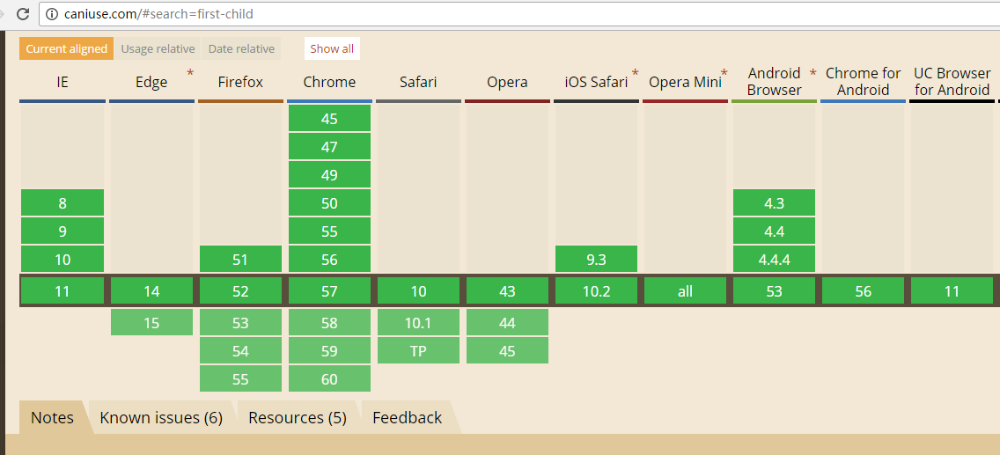 caniuse.com/#search=first-child
Current aligned Usage relative Date relative Show all
IE Edge * Firefox Chrome Safari Opera iOS Safari * Opera Mini * Android Browser * Chrome for Android UC Browser for Android
45
47
49
8 50 4.3
9 55 4.4
10 51 56 9.3 4.4.4
11 14 52 57 10 43 10.2 all 53 56 11
15 53 58 10.1 44
54 59 TP 45
55 60
Notes Known issues (6) Resources (5) Feedback